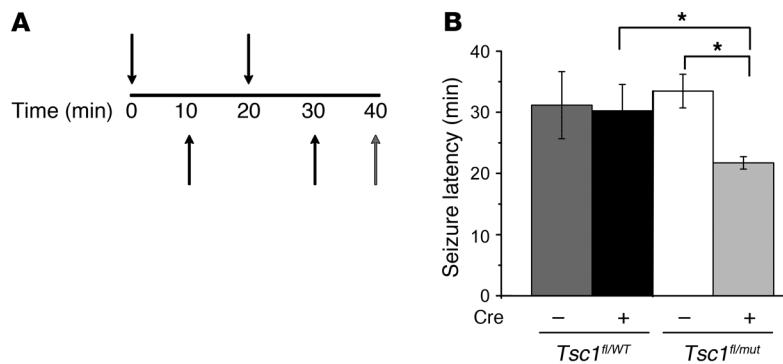 A
Time (min) 0 10 20 30 40
B
* 
*
Seizure latency (min)
40
30
20
10
0
Cre − + − +
Tsc1fl/WT Tsc1fl/mut